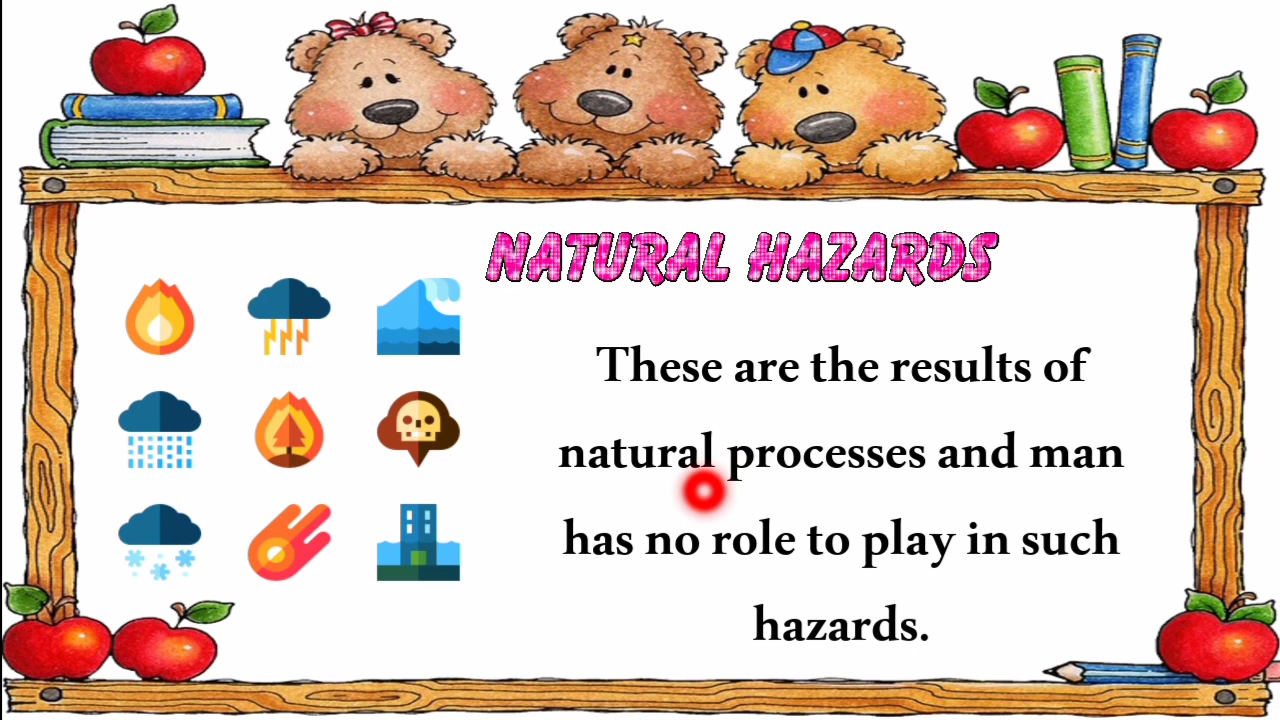 NATURAL HAZARDS
These are the results of
natural processes and man
has no role to play in such
hazards.